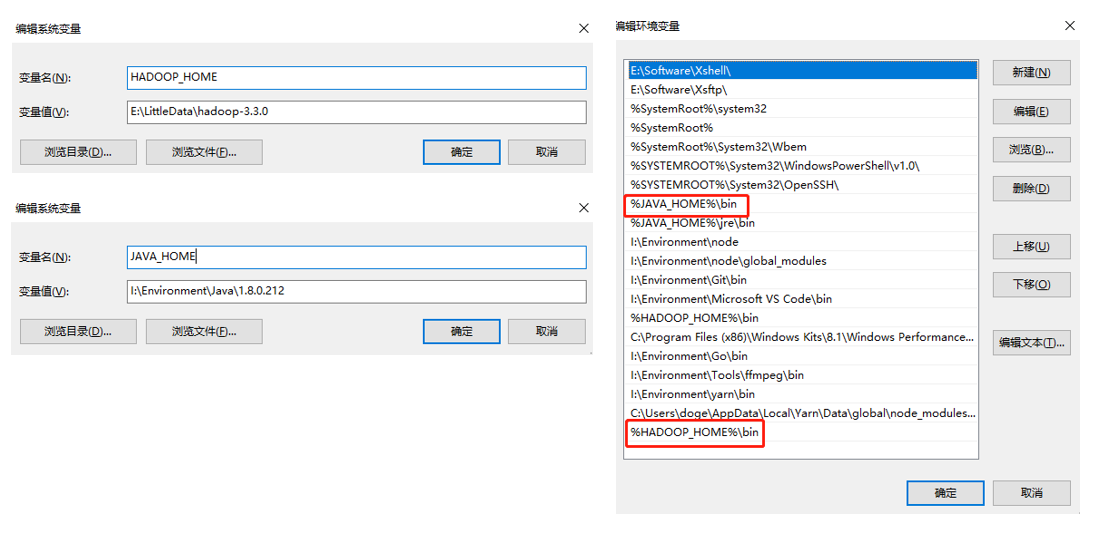 编辑系统变量
变量名(N):
HADOOP_HOME
变量值(V):
E:\LittleData\hadoop-3.3.0
浏览目录(D)...
浏览文件(F)...
确定
取消
编辑系统变量
变量名(N):
JAVA_HOME
变量值(V):
I:\Environment\Java\1.8.0.212
浏览目录(D)...
浏览文件(F)...
确定
取消
编辑环境变量
E:\Software\Xshell\
E:\Software\Xsftp\
%SystemRoot%\system32
%SystemRoot%
%SystemRoot%\System32\Wbem
%SYSTEMROOT%\System32\WindowsPowerShell\v1.0\
%SYSTEMROOT%\System32\OpenSSH\
%JAVA_HOME%\bin
%JAVA_HOME%\jre\bin
I:\Environment\node
I:\Environment\node\global_modules
I:\Environment\Git\bin
I:\Environment\Microsoft VS Code\bin
%HADOOP_HOME%\bin
C:\Program Files (x86)\Windows Kits\8.1\Windows Performance...
I:\Environment\Go\bin
I:\Environment\Tools\ffmpeg\bin
I:\Environment\yarn\bin
C:\Users\doge\AppData\Local\Yarn\Data\global\node_modules...
%HADOOP_HOME%\bin
新建(N)
编辑(E)
浏览(B)...
删除(D)
上移(U)
下移(O)
编辑文本(T)...
确定
取消